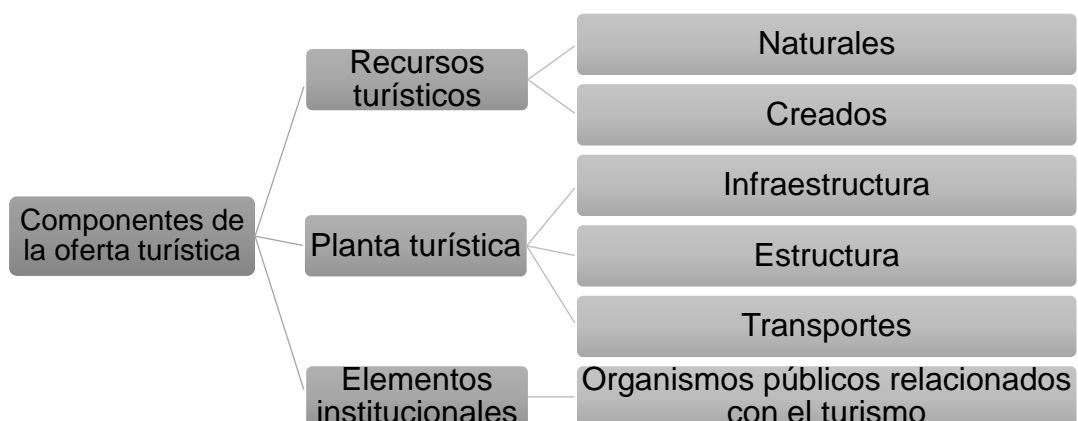 Componentes de
la oferta turística
Recursos
turísticos
Naturales
Creados
Planta turística
Infraestructura
Estructura
Transportes
Elementos
institucionales
Organismos públicos relacionados
con el turismo